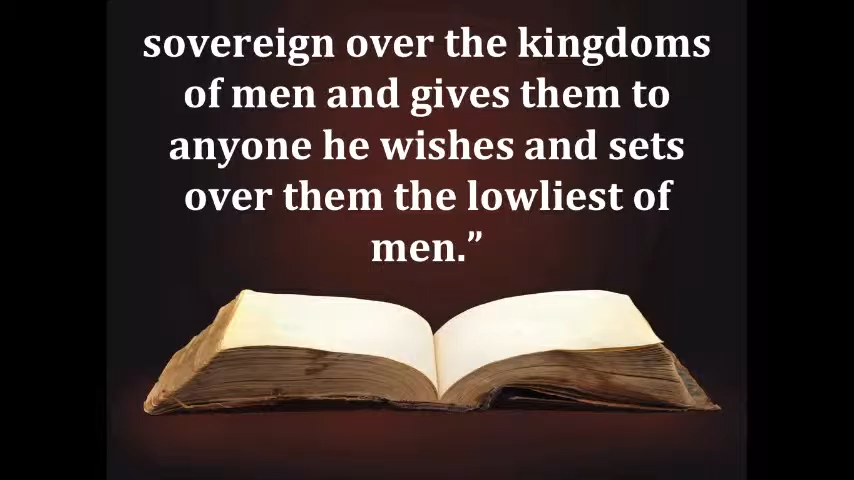 sovereign over the kingdoms
of men and gives them to
anyone he wishes and sets
over them the lowliest of
men.”